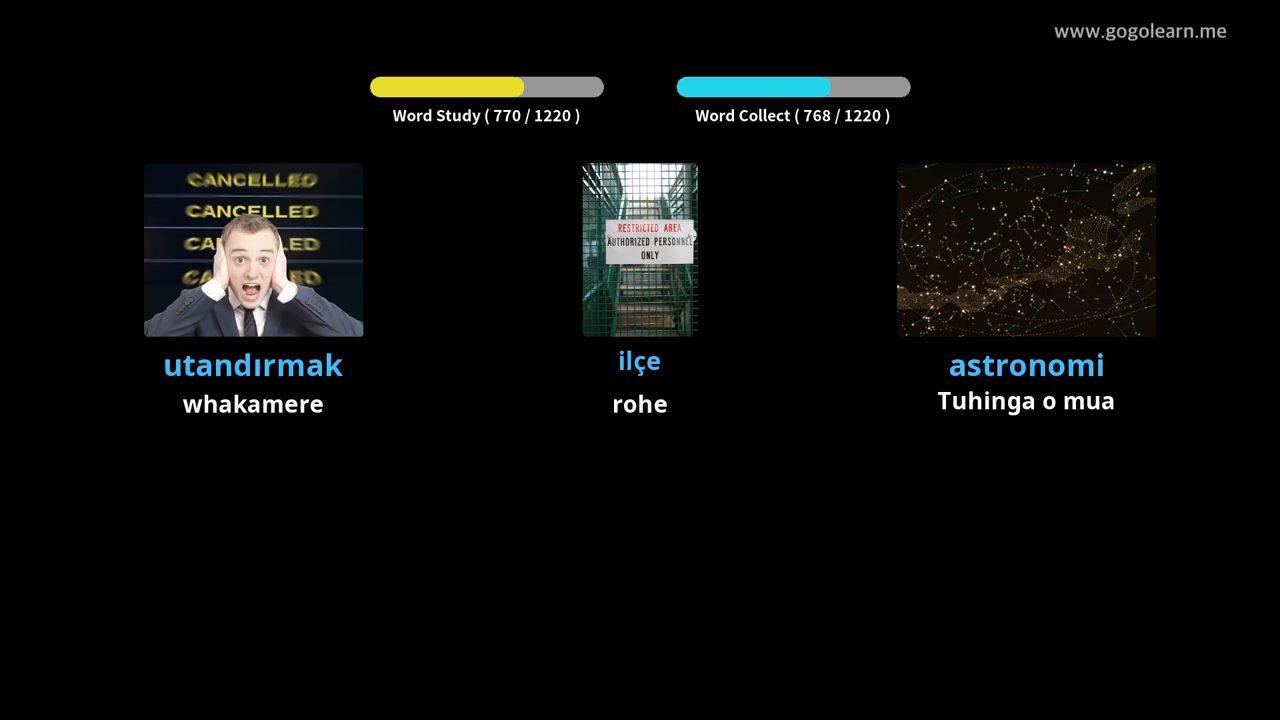 www.gogolearn.me
Word Study ( 770 / 1220 )
Word Collect ( 768 / 1220 )
CANCELLED
CANCELLED
RESTRICTED AREA
AUTHORIZED PERSONNEL
ONLY
utandırmak
ilçe
astronomi
whakamere
rohe
Tuhinga o mua